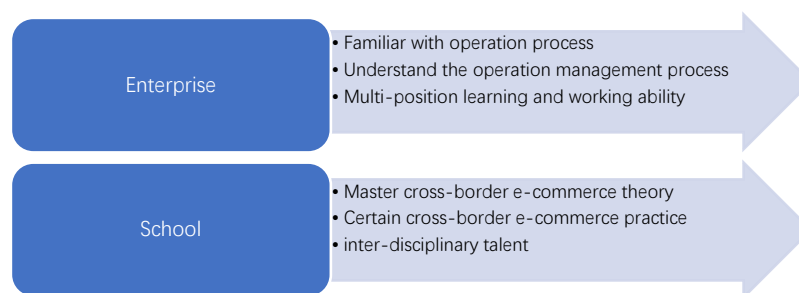 Enterprise
• Familiar with operation process
• Understand the operation management process
• Multi-position learning and working ability
School
• Master cross-border e-commerce theory
• Certain cross-border e-commerce practice
• inter-disciplinary talent